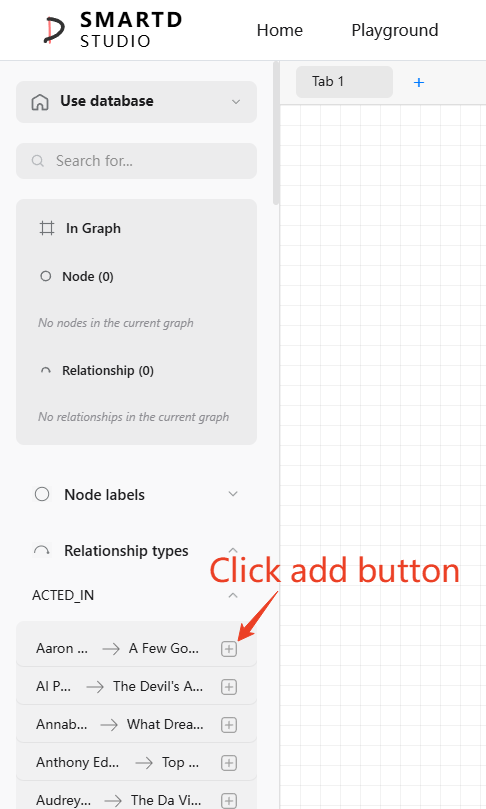 SMARTD
STUDIO
Home
Playground
Use database
Tab 1
+
Search for...
In Graph
Node (0)
No nodes in the current graph
Relationship (0)
No relationships in the current graph
Node labels
Relationship types
Click add button
ACTED_IN
Aaron ... → A Few Go...
Al P... → The Devil's A...
Annab... → What Drea...
Anthony Ed... → Top ...
Audrey... → The Da Vi...